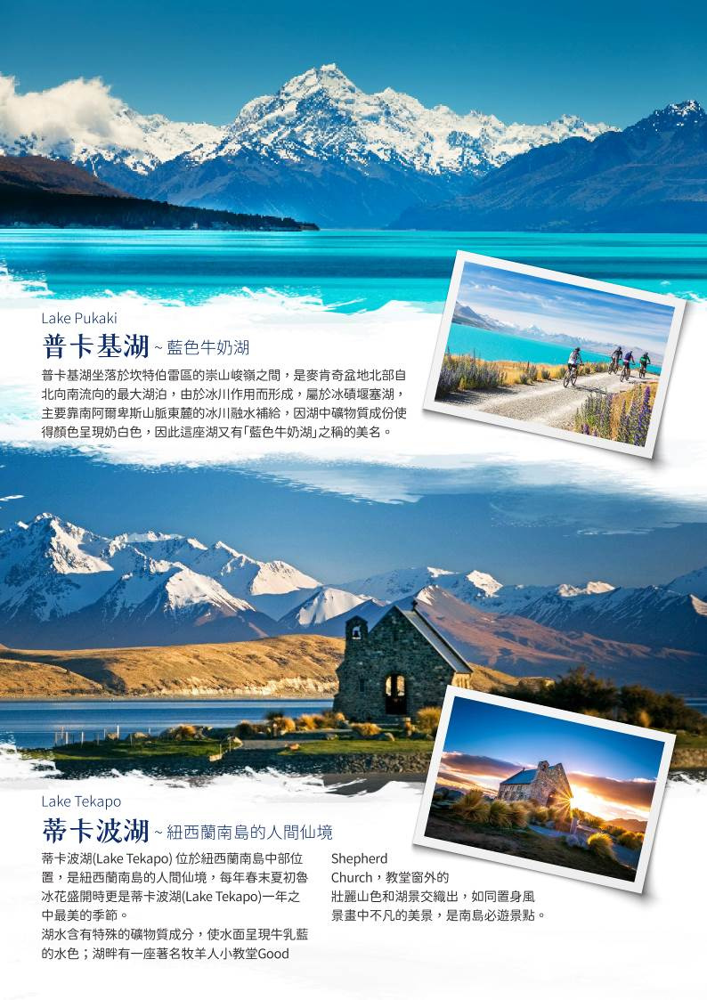 Lake Pukaki
普卡基湖 ~ 藍色牛奶湖
普卡基湖坐落於坎特伯雷區的崇山峻嶺之間，是麥肯奇盆地北部自
北向南流向的最大湖泊，由於冰川作用而形成，屬於冰磧堰塞湖，
主要靠南阿爾卑斯山脈東麓的冰川融水補給，因湖中礦物質成份使
得顏色呈現奶白色，因此這座湖又有「藍色牛奶湖」之稱的美名。
Lake Tekapo
蒂卡波湖 ~ 紐西蘭南島的人間仙境
蒂卡波湖(Lake Tekapo) 位於紐西蘭南島中部位
置，是紐西蘭南島的人間仙境，每年春末夏初魯
冰花盛開時更是蒂卡波湖(Lake Tekapo)一年之
中最美的季節。
湖水含有特殊的礦物質成分，使水面呈現牛乳藍
的水色；湖畔有一座著名牧羊人小教堂Good
Shepherd
Church，教堂窗外的
壯麗山色和湖景交織出，如同置身風
景畫中不凡的美景，是南島必遊景點。